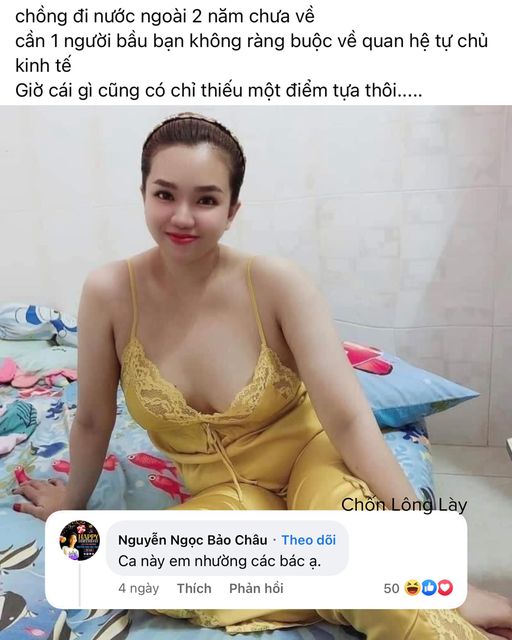 chồng đi nước ngoài 2 năm chưa về
cần 1 người bầu bạn không ràng buộc về quan hệ tự chủ
kinh tế
Giờ cái gì cũng có chỉ thiếu một điểm tựa thôi.....
Chốn Lông Lày
HAPPY
Nguyễn Ngọc Bảo Châu · Theo dõi
Ca này em nhường các bác ạ.
4 ngày Thích Phản hồi 50